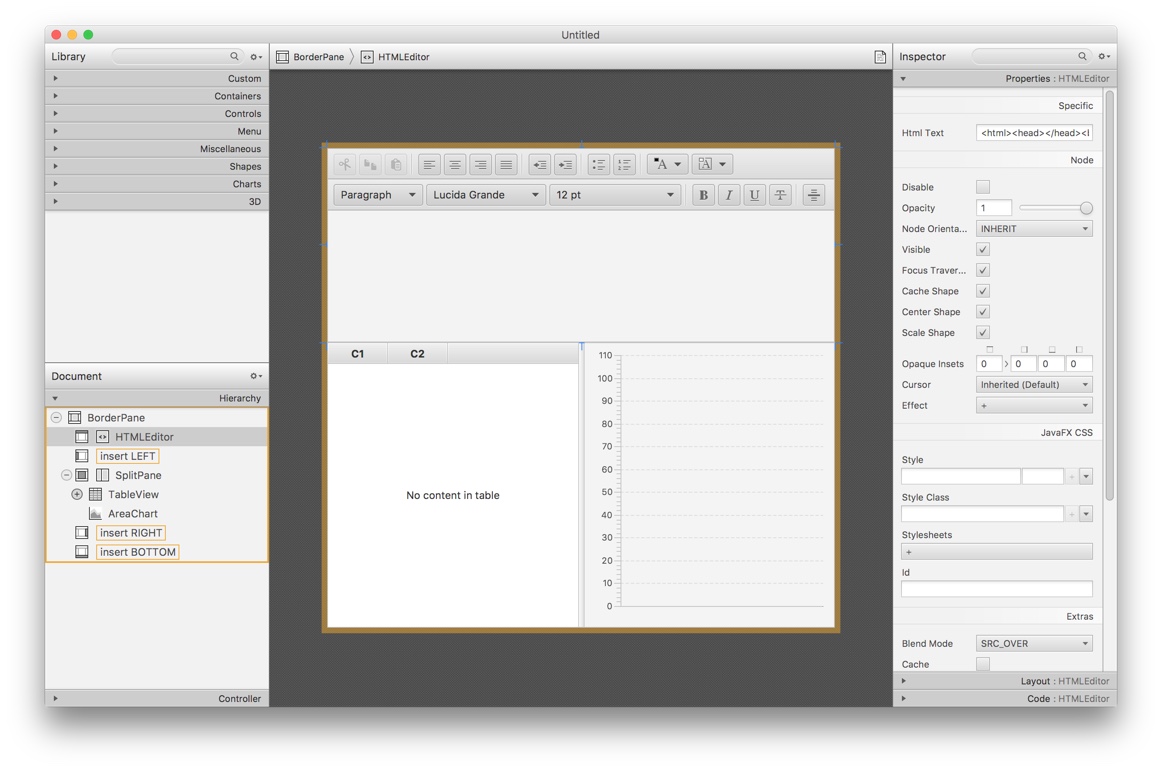 Untitled
Library
Custom
Containers
Controls
Menu
Miscellaneous
Shapes
Charts
3D
Document
Hierarchy
BorderPane
HTMLEditor
insert LEFT
SplitPane
TableView
AreaChart
insert RIGHT
insert BOTTOM
Controller
BorderPane HTMLEditor
Paragraph Lucida Grande 12 pt B I U T
C1 C2
No content in table
110
100
90
80
70
60
50
40
30
20
10
0
Inspector
Properties : HTMLEditor
Specific
Html Text <html><head></head><
Node
Disable
Opacity 1
Node Orienta... INHERIT
Visible
Focus Traver...
Cache Shape
Center Shape
Scale Shape
Opaque Insets 0 0 0 0
Cursor Inherited (Default)
Effect +
JavaFX CSS
Style
+
Style Class
+
Stylesheets
+
Id
Extras
Blend Mode SRC_OVER
Cache
Layout : HTMLEditor
Code : HTMLEditor